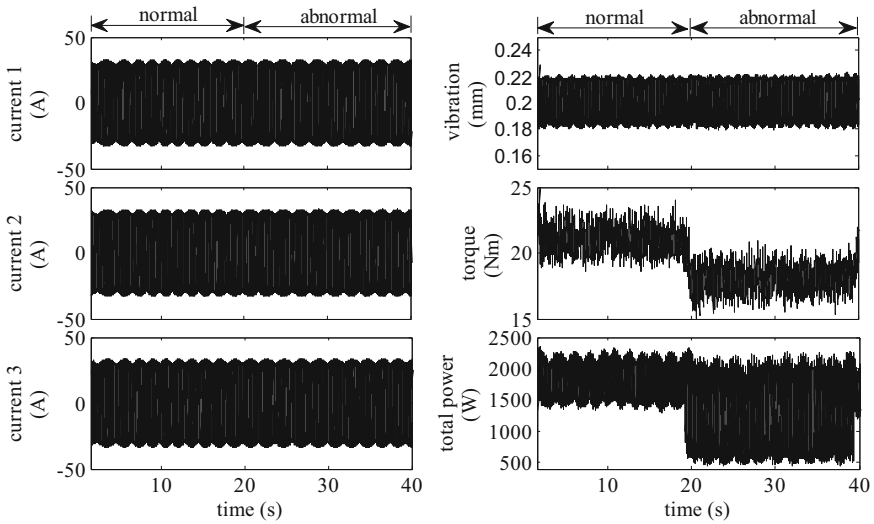 normal abnormal
50
0
-50
current 1
(A)
50
0
-50
current 2
(A)
50
0
-50
current 3
(A)
10 20 30 40
time (s)
normal abnormal
0.24
0.22
0.2
0.18
0.16
vibration
(mm)
25
20
15
torque
(Nm)
2500
2000
1500
1000
500
total power
(W)
10 20 30 40
time (s)